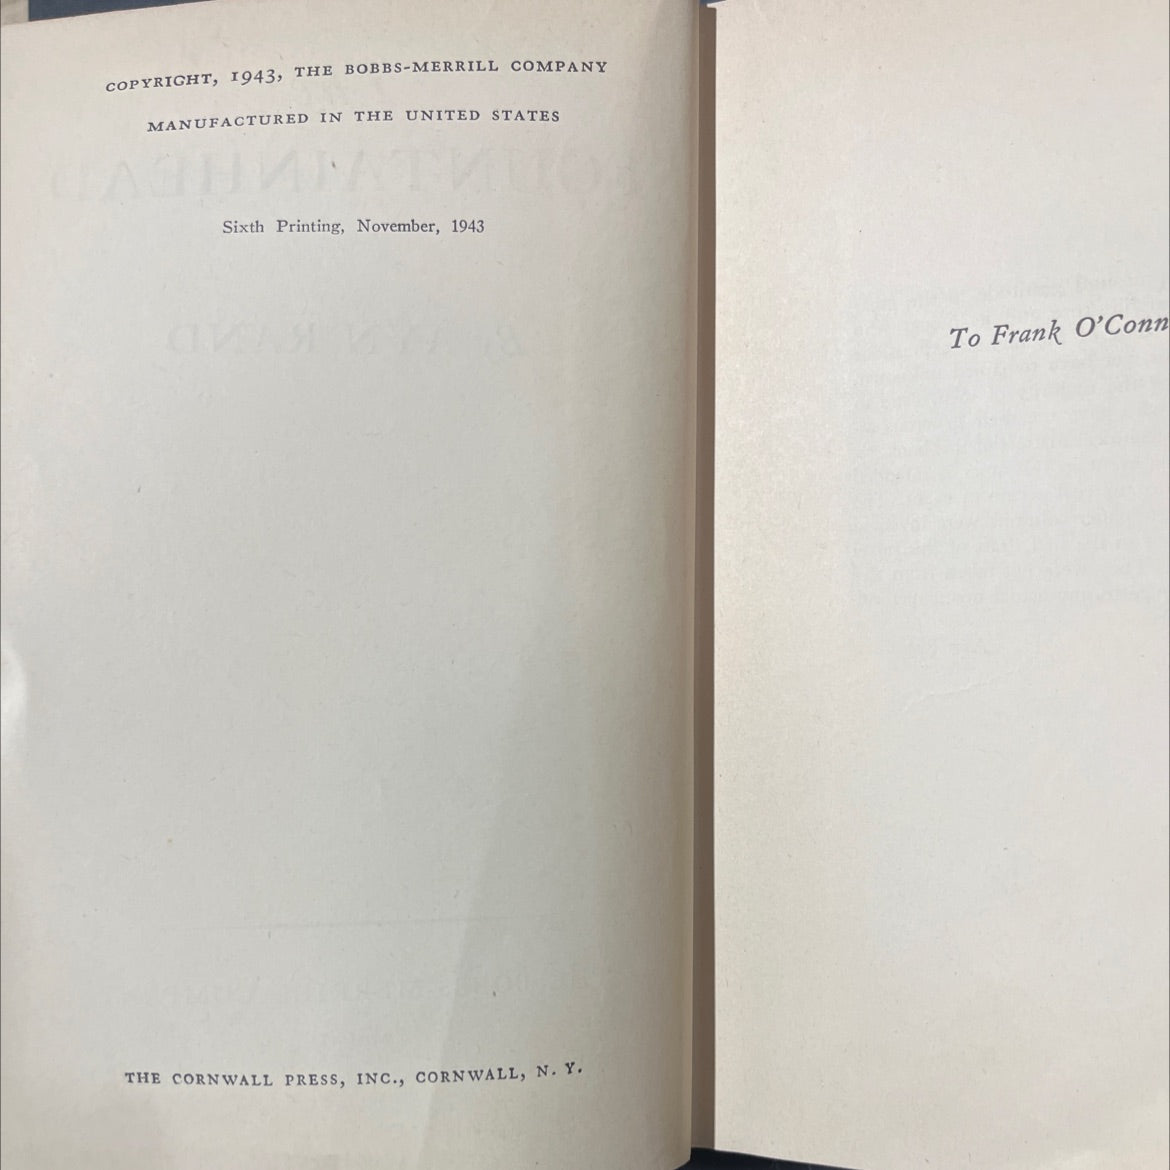 COPYRIGHT, 1943, THE BOBBS-MERRILL COMPANY
MANUFACTURED IN THE UNITED STATES
Sixth Printing, November, 1943
THE CORNWALL PRESS, INC., CORNWALL, N. Y.
To Frank O'Conn